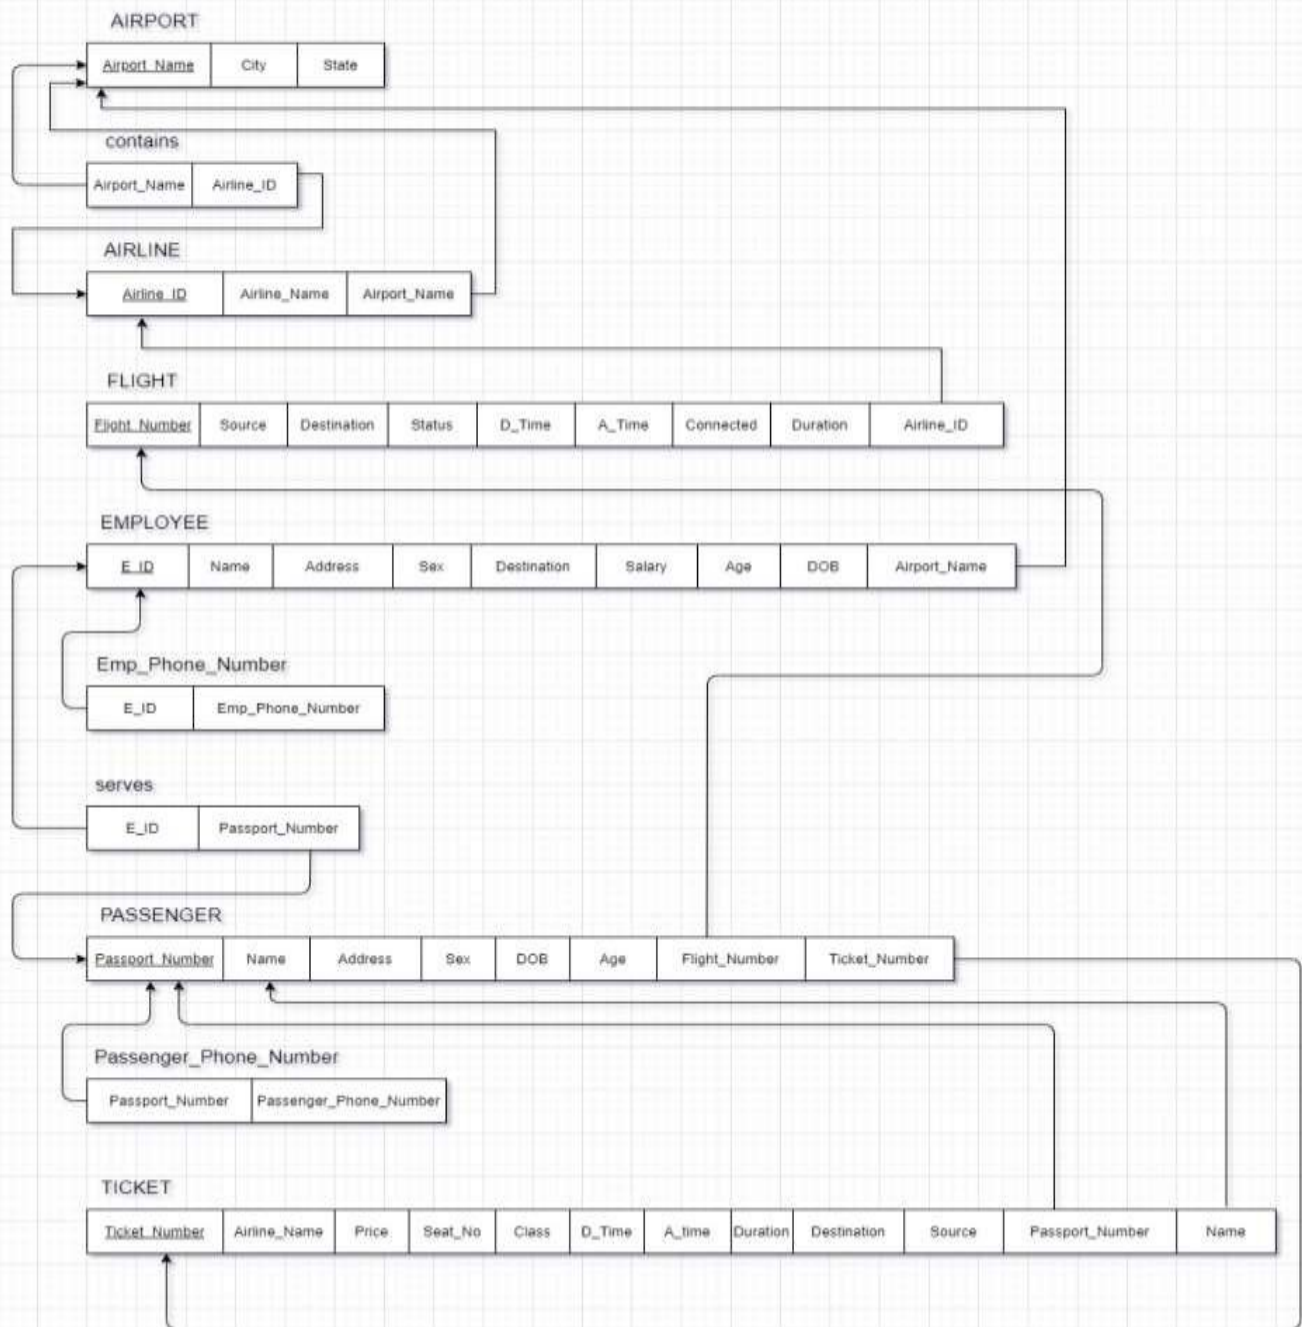 AIRPORT
Airport_Name City State
contains
Airport_Name Airline_ID
AIRLINE
Airline_ID Airline_Name Airport_Name
FLIGHT
Flight_Number Source Destination Status D_Time A_Time Connected Duration Airline_ID
EMPLOYEE
E_ID Name Address Sex Destination Salary Age DOB Airport_Name
Emp_Phone_Number
E_ID Emp_Phone_Number
serves
E_ID Passport_Number
PASSENGER
Passport_Number Name Address Sex DOB Age Flight_Number Ticket_Number
Passenger_Phone_Number
Passport_Number Passenger_Phone_Number
TICKET
Ticket_Number Airline_Name Price Seat_No Class D_Time A_time Duration Destination Source Passport_Number Name